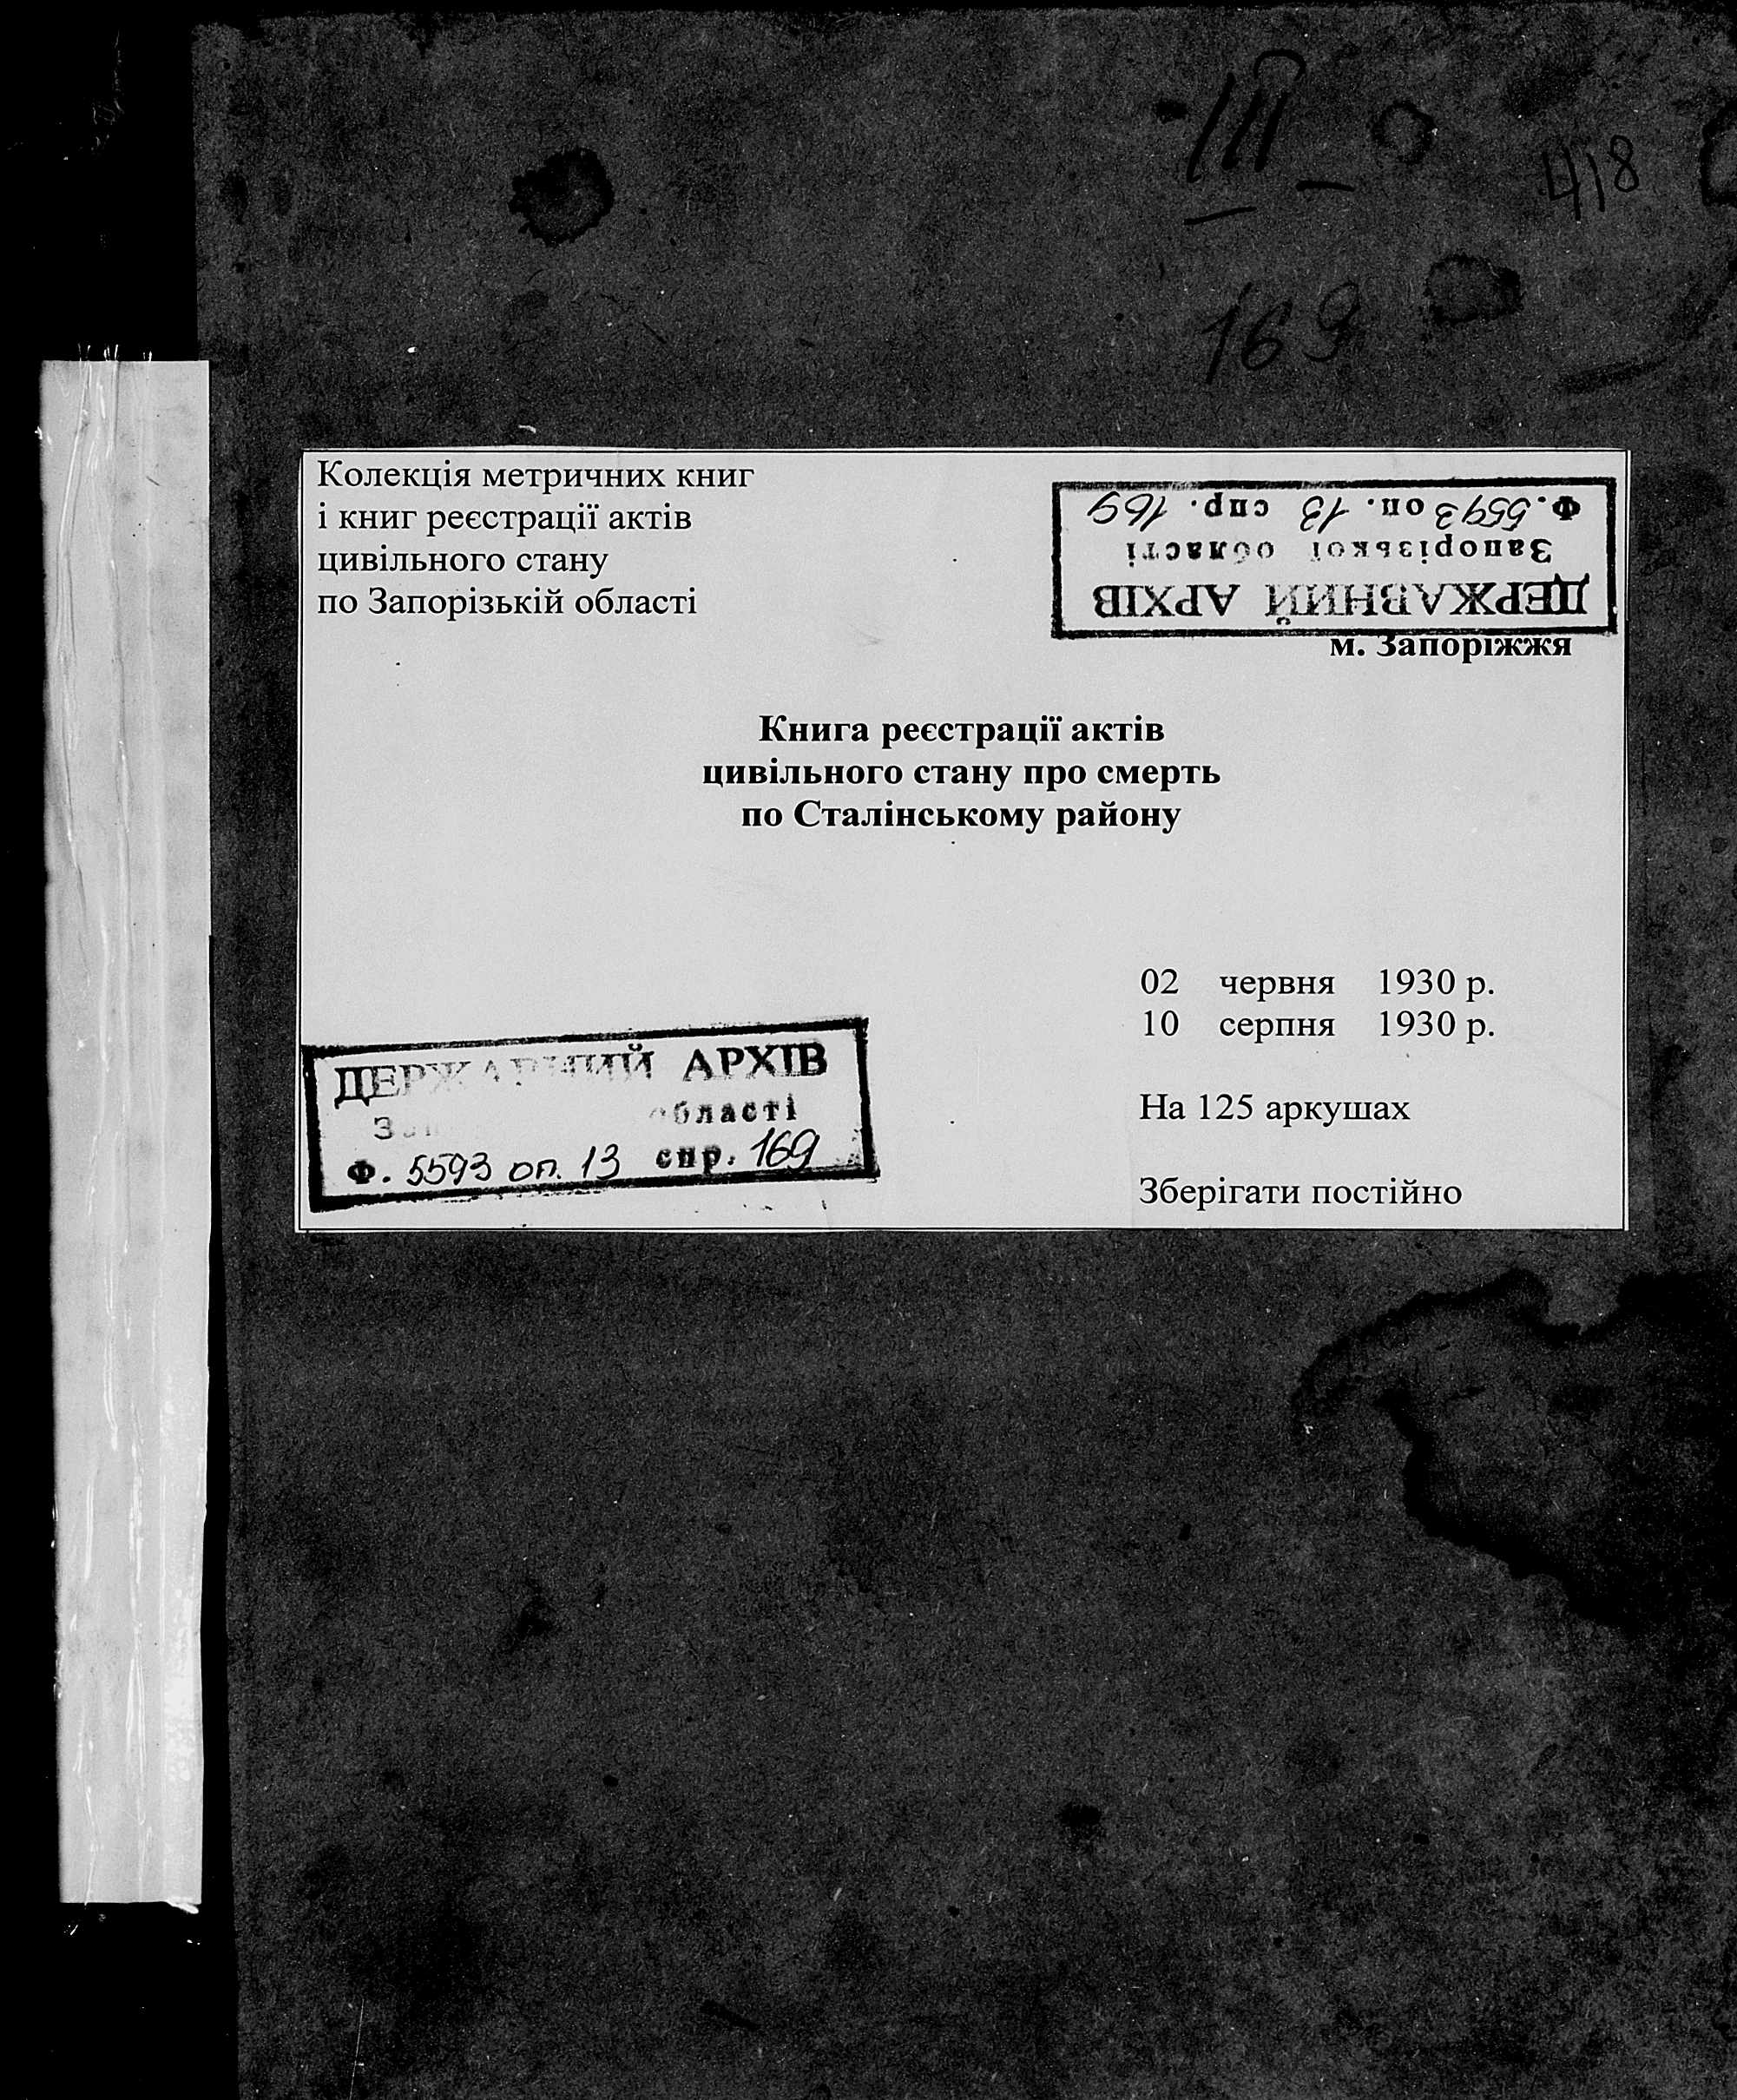 III
418
169
Колекція метричних книг
і книг реєстрації актів
цивільного стану
по Запорізькій області
ДЕРЖАВНИЙ АРХІВ
Запорізької області
Ф. 5593 оп. 13 спр. 169
м. Запоріжжя
Книга реєстрації актів
цивільного стану про смерть
по Сталінському району
02 червня 1930 р.
10 серпня 1930 р.
На 125 аркушах
Зберігати постійно
ДЕРЖАВНИЙ АРХІВ
області
Ф. 5593 оп. 13 спр. 169